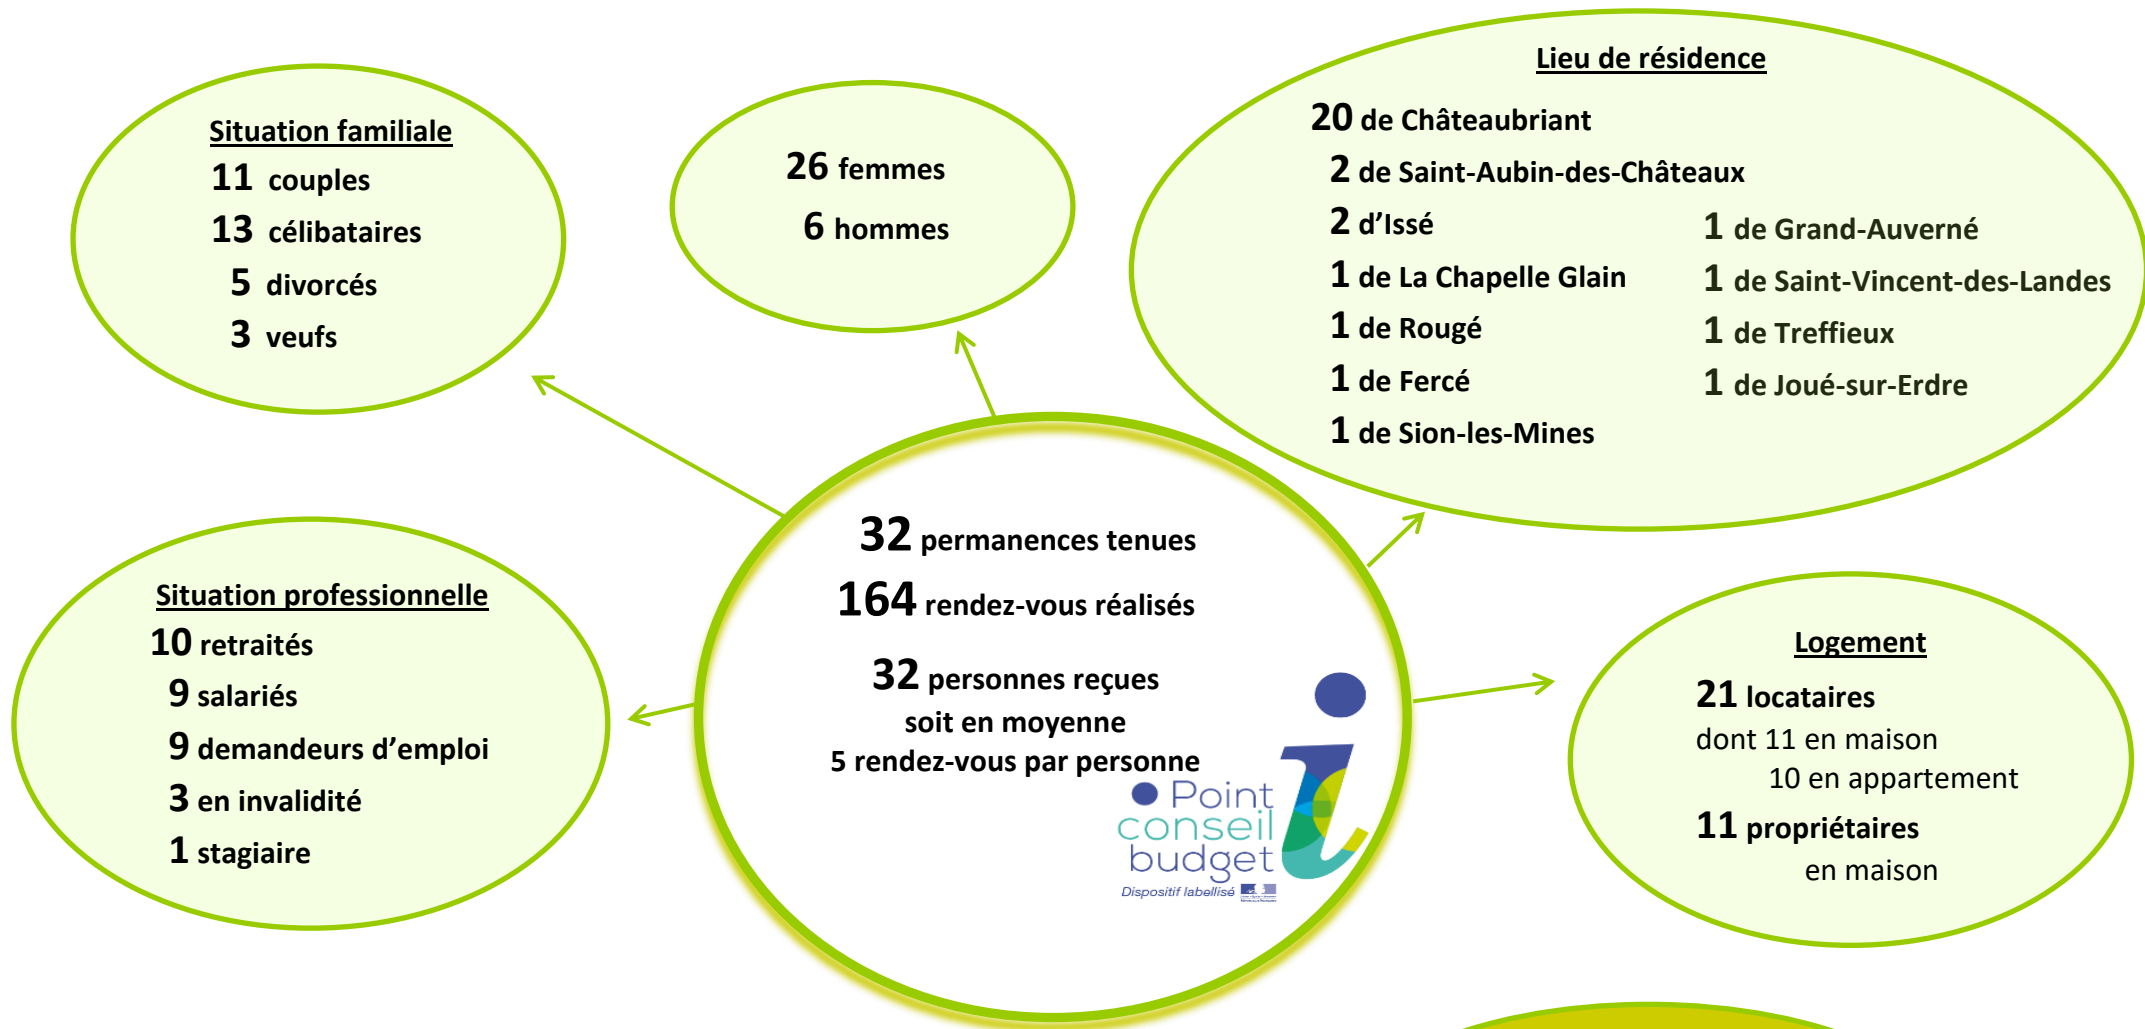 Situation familiale
11 couples
13 célibataires
5 divorcés
3 veufs
26 femmes
6 hommes
Lieu de résidence
20 de Châteaubriant
2 de Saint-Aubin-des-Châteaux
2 d'Issé
1 de La Chapelle Glain
1 de Rougé
1 de Fercé
1 de Sion-les-Mines
1 de Grand-Auverné
1 de Saint-Vincent-des-Landes
1 de Treffieux
1 de Joué-sur-Erdre
Situation professionnelle
10 retraités
9 salariés
9 demandeurs d'emploi
3 en invalidité
1 stagiaire
32 permanences tenues
164 rendez-vous réalisés
32 personnes reçues
soit en moyenne
5 rendez-vous par personne
Point
conseil
budget
Dispositif labellisé
Logement
21 locataires
dont 11 en maison
10 en appartement
11 propriétaires
en maison